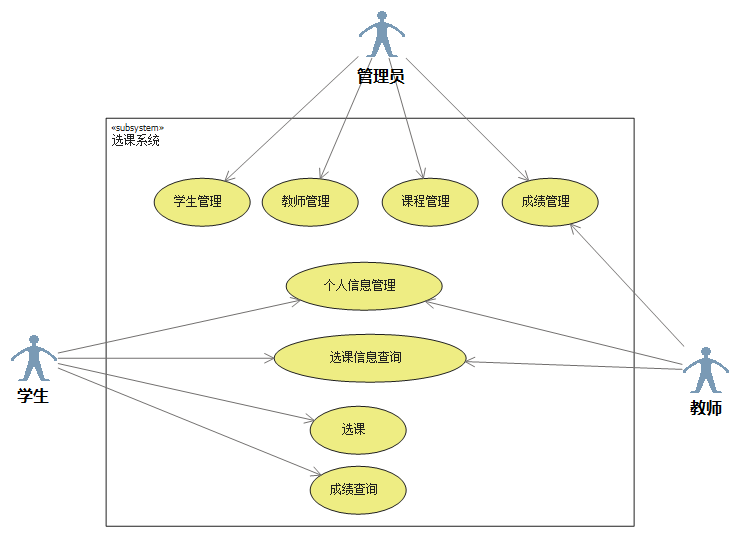 管理员
«subsystem»
选课系统
学生管理
教师管理
课程管理
成绩管理
个人信息管理
选课信息查询
学生
教师
选课
成绩查询